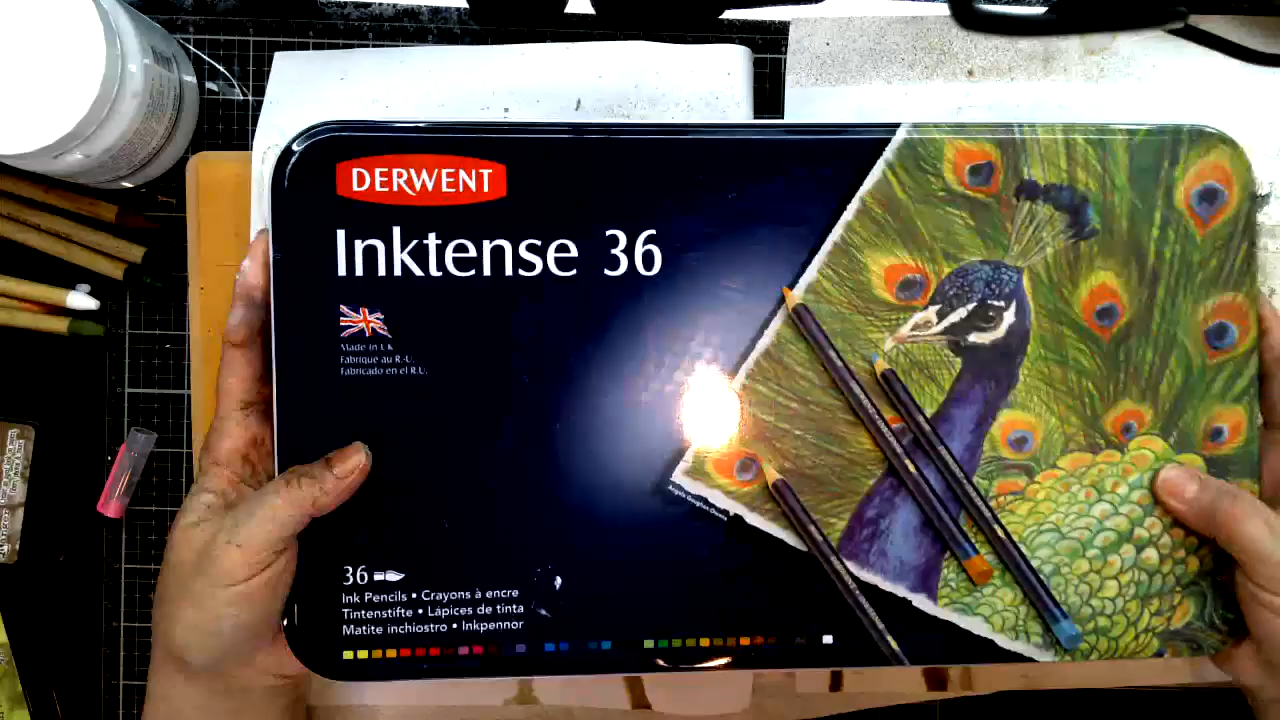 DERWENT
Inktense 36
Made in UK
Fabriqué au R.-U.
Fabricado en el R.U.
36
Ink Pencils • Crayons à encre
Tintenstifte • Lápices de tinta
Matite inchiostro • Inkpennor